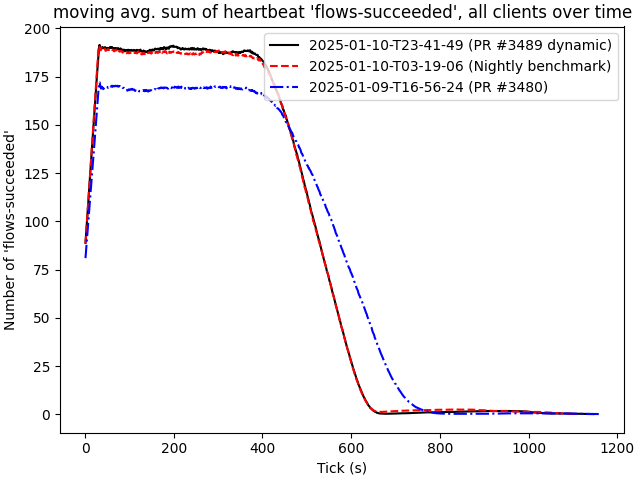 moving avg. sum of heartbeat 'flows-succeeded', all clients over time
2025-01-10-T23-41-49 (PR #3489 dynamic)
2025-01-10-T03-19-06 (Nightly benchmark)
2025-01-09-T16-56-24 (PR #3480)
Number of 'flows-succeeded'
200
175
150
125
100
75
50
25
0
0 200 400 600 800 1000 1200
Tick (s)